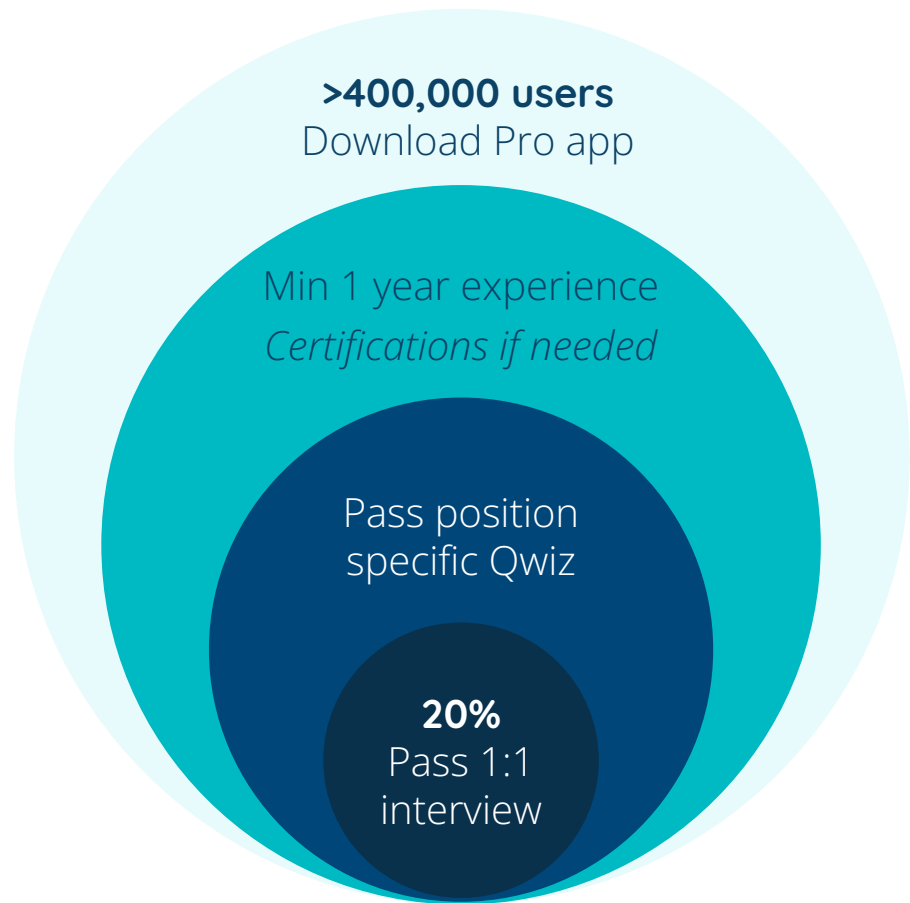 >400,000 users
Download Pro app
Min 1 year experience
Certifications if needed
Pass position
specific Qwiz
20%
Pass 1:1
interview